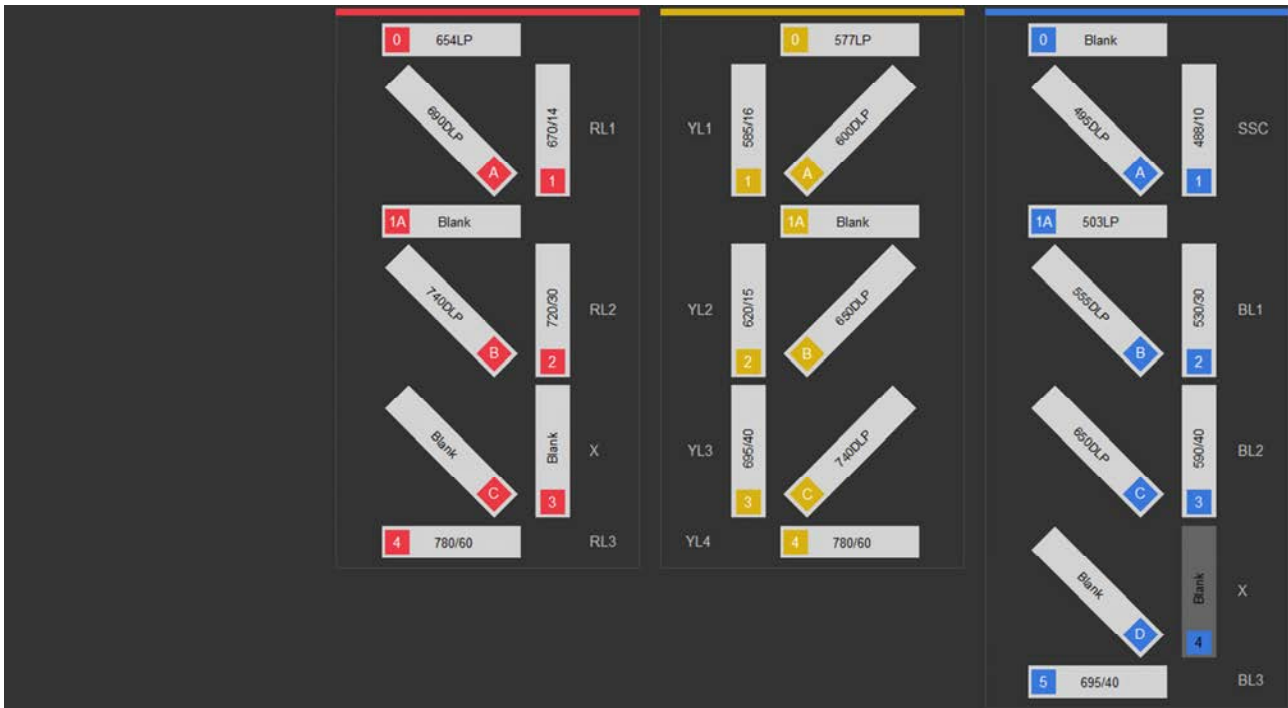 0 654LP
690DLP A
670/14 1
RL1
1A Blank
740DLP B
720/30 2
RL2
Blank C
Blank 3
X
4 780/60
RL3
0 577LP
YL1
585/16 1
600DLP A
1A Blank
YL2
620/15 2
650DLP B
YL3
695/40 3
740DLP C
YL4
4 780/60
0 Blank
495DLP A
488/10 1
SSC
1A 503LP
555DLP B
530/30 2
BL1
650DLP C
590/40 3
BL2
Blank D
Blank 4
X
5 695/40
BL3